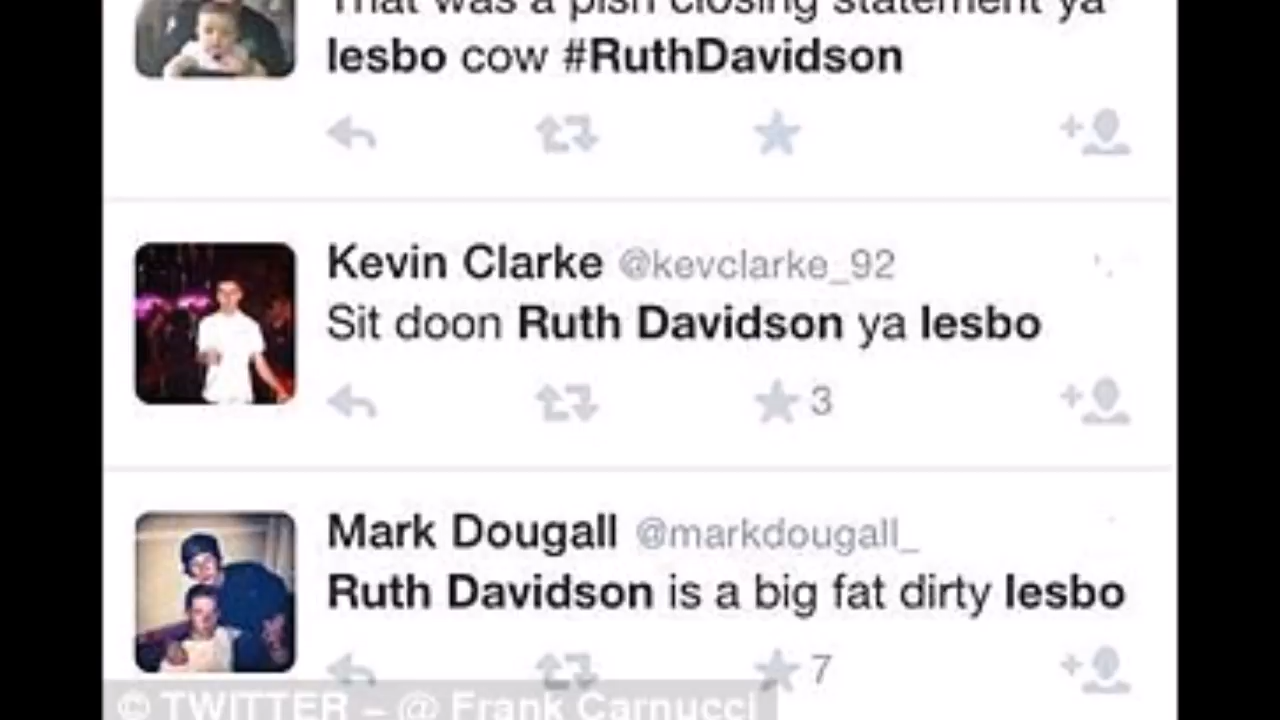 That was a pish closing statement ya
lesbo cow #RuthDavidson
Kevin Clarke @kevclarke_92
Sit doon Ruth Davidson ya lesbo
3
Mark Dougall @markdougall_
Ruth Davidson is a big fat dirty lesbo
7
© TWITTER – @ Frank Carnucci